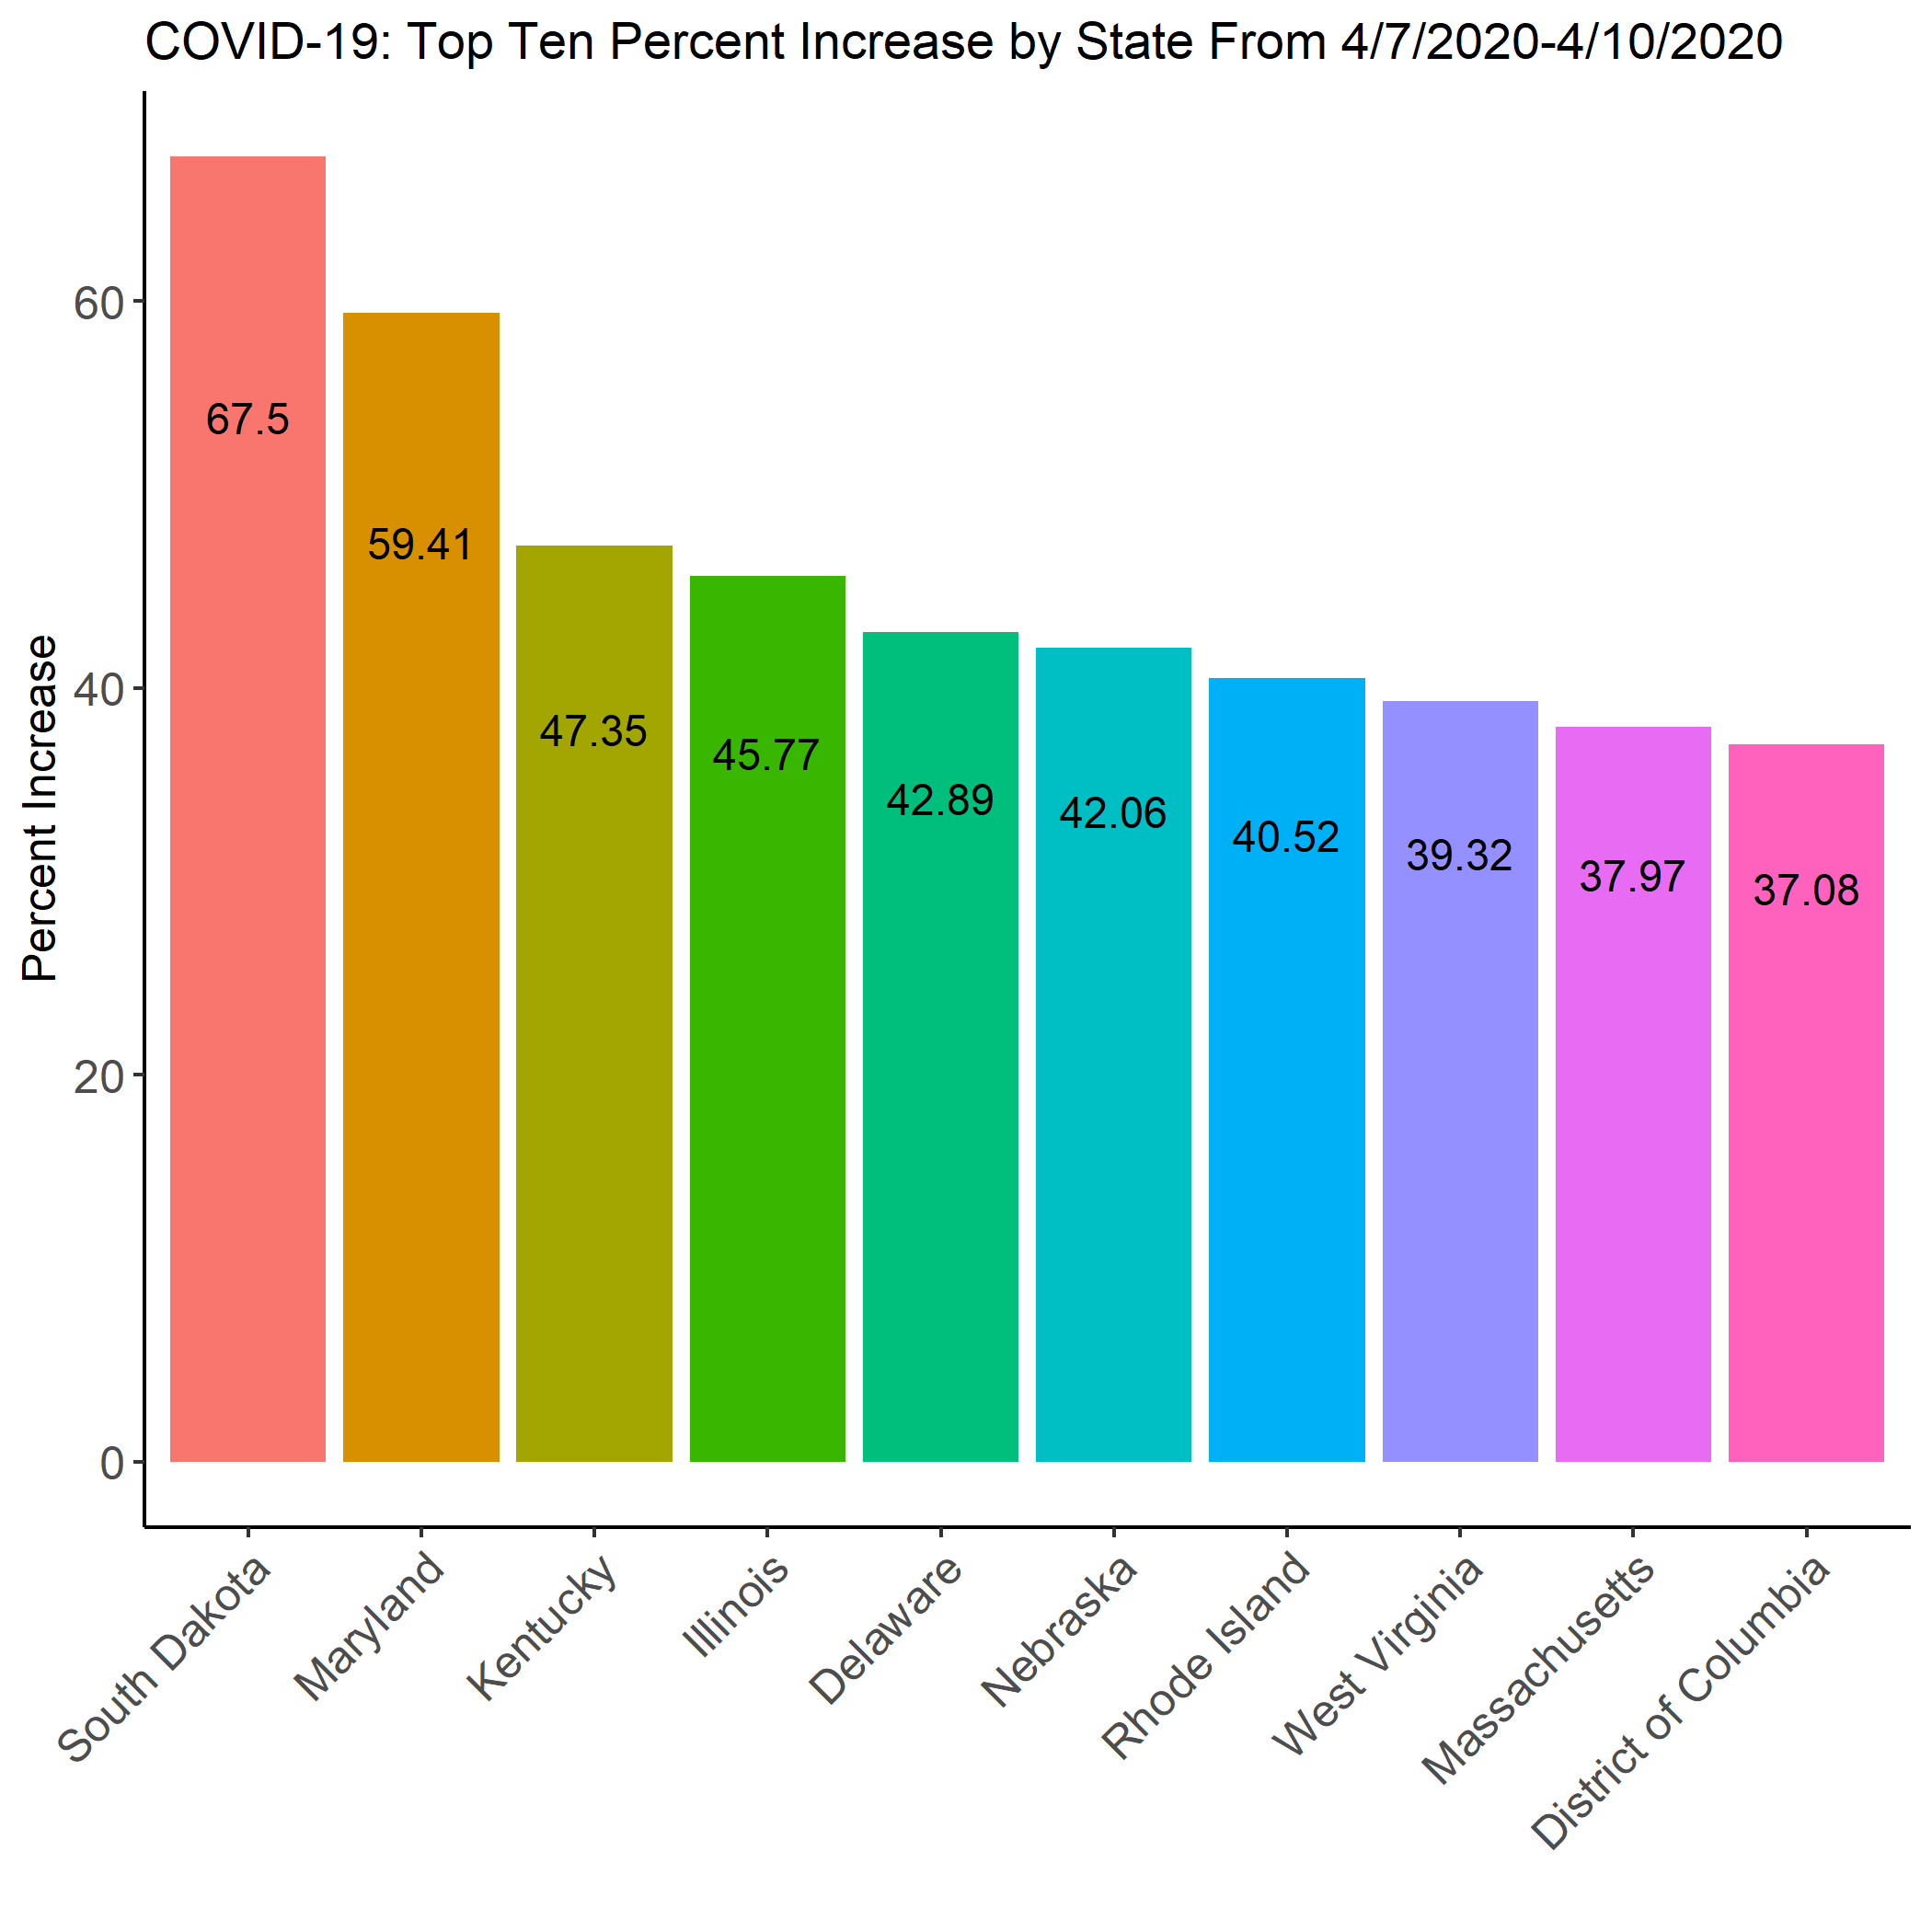 COVID-19: Top Ten Percent Increase by State From 4/7/2020-4/10/2020
Percent Increase
60
40
20
0
67.5
59.41
47.35
45.77
42.89
42.06
40.52
39.32
37.97
37.08
South Dakota
Maryland
Kentucky
Illinois
Delaware
Nebraska
Rhode Island
West Virginia
Massachusetts
District of Columbia